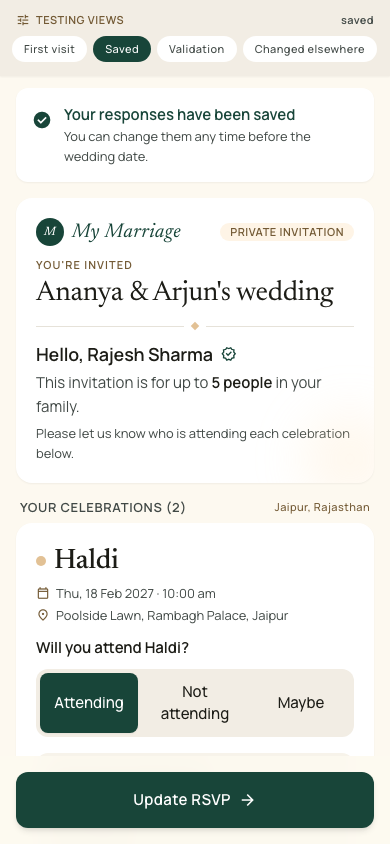 TESTING VIEWS
saved
First visit
Saved
Validation
Changed elsewhere
Your responses have been saved
You can change them any time before the
wedding date.
M
My Marriage
PRIVATE INVITATION
YOU'RE INVITED
Ananya & Arjun's wedding
Hello, Rajesh Sharma
This invitation is for up to 5 people in your
family.
Please let us know who is attending each celebration
below.
YOUR CELEBRATIONS (2)
Jaipur, Rajasthan
Haldi
Thu, 18 Feb 2027 · 10:00 am
Poolside Lawn, Rambagh Palace, Jaipur
Will you attend Haldi?
Attending
Not
attending
Maybe
Update RSVP →